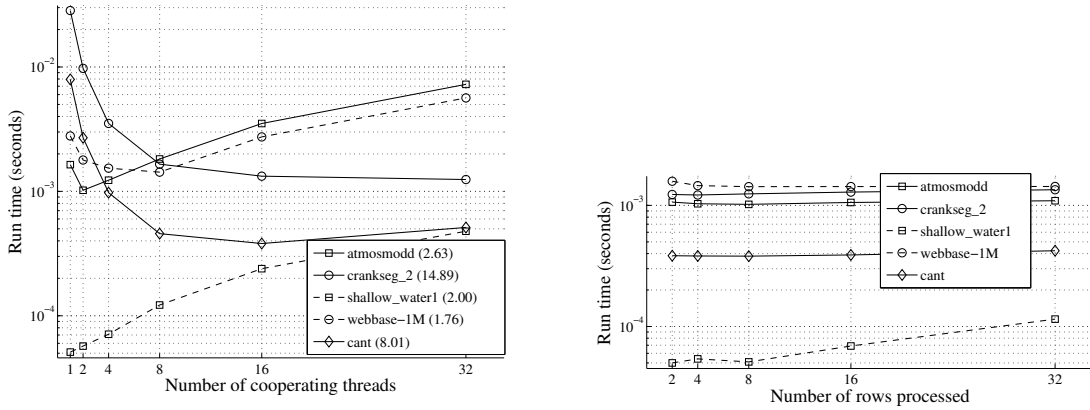 Run time (seconds)
10⁻²
10⁻³
10⁻⁴
1 2 4 8 16 32
Number of cooperating threads
atmosmodd (2.63)
crankseg_2 (14.89)
shallow_water1 (2.00)
webbase−1M (1.76)
cant (8.01)
Run time (seconds)
10⁻³
10⁻⁴
2 4 8 16 32
Number of rows processed
atmosmodd
crankseg_2
shallow_water1
webbase−1M
cant